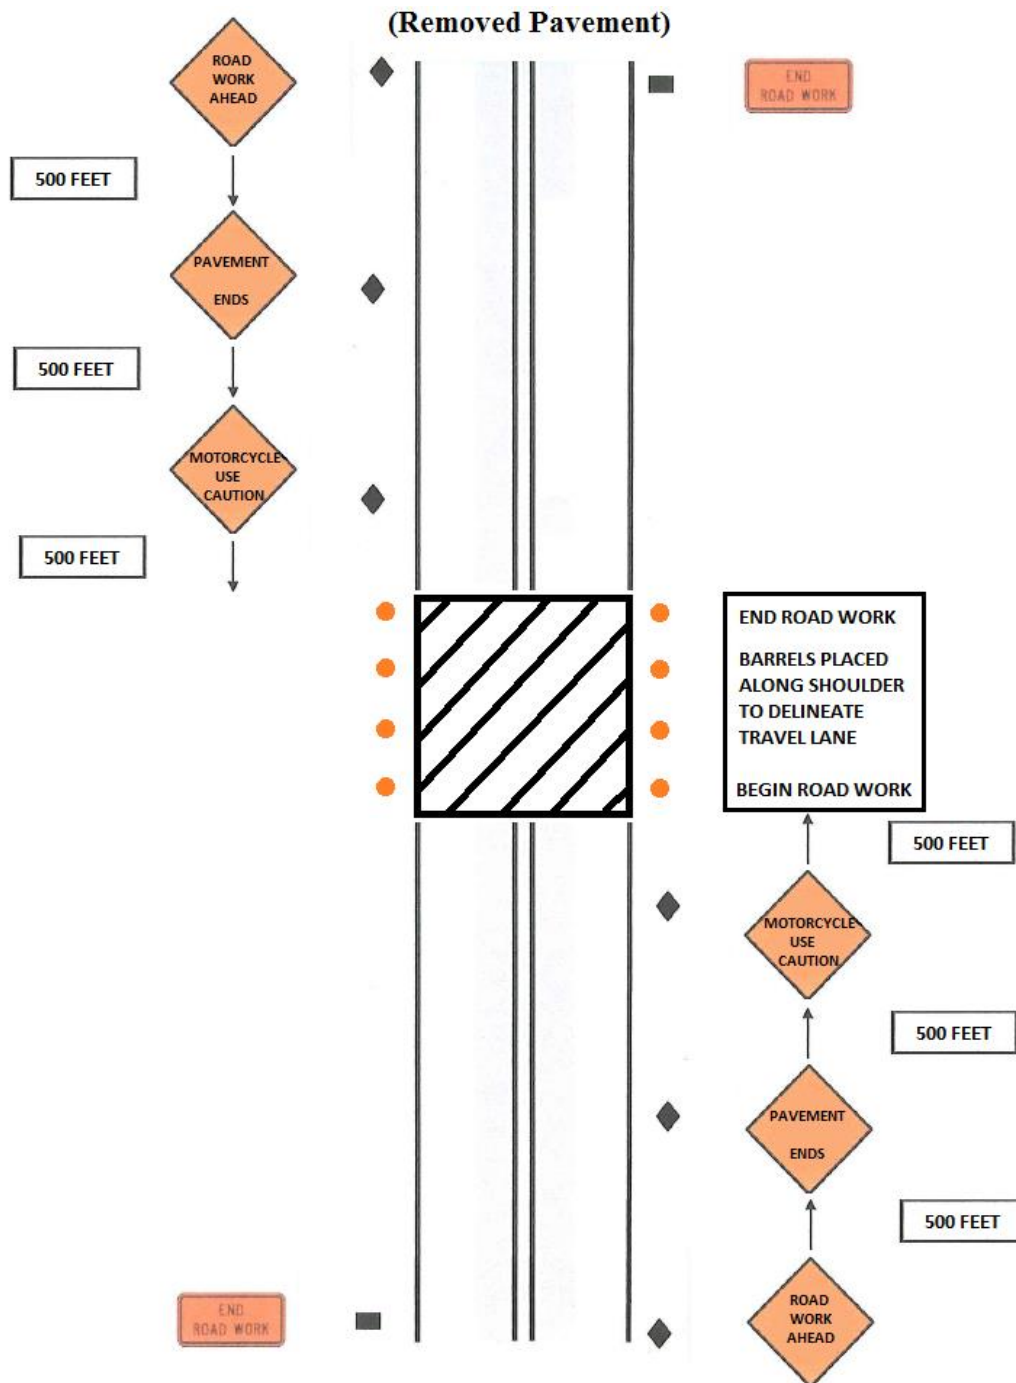 (Removed Pavement)
ROAD
WORK
AHEAD
END
ROAD WORK
500 FEET
PAVEMENT
ENDS
500 FEET
MOTORCYCLE-
USE
CAUTION
500 FEET
END ROAD WORK
BARRELS PLACED
ALONG SHOULDER
TO DELINEATE
TRAVEL LANE
BEGIN ROAD WORK
500 FEET
MOTORCYCLE-
USE
CAUTION
500 FEET
PAVEMENT
ENDS
500 FEET
ROAD
WORK
AHEAD
END
ROAD WORK